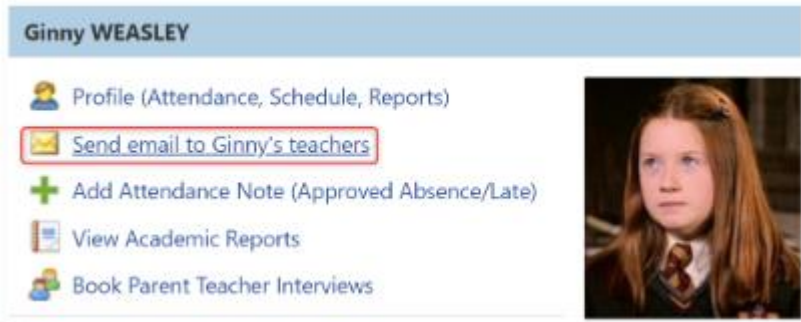 Ginny WEASLEY
Profile (Attendance, Schedule, Reports)
Send email to Ginny's teachers
Add Attendance Note (Approved Absence/Late)
View Academic Reports
Book Parent Teacher Interviews